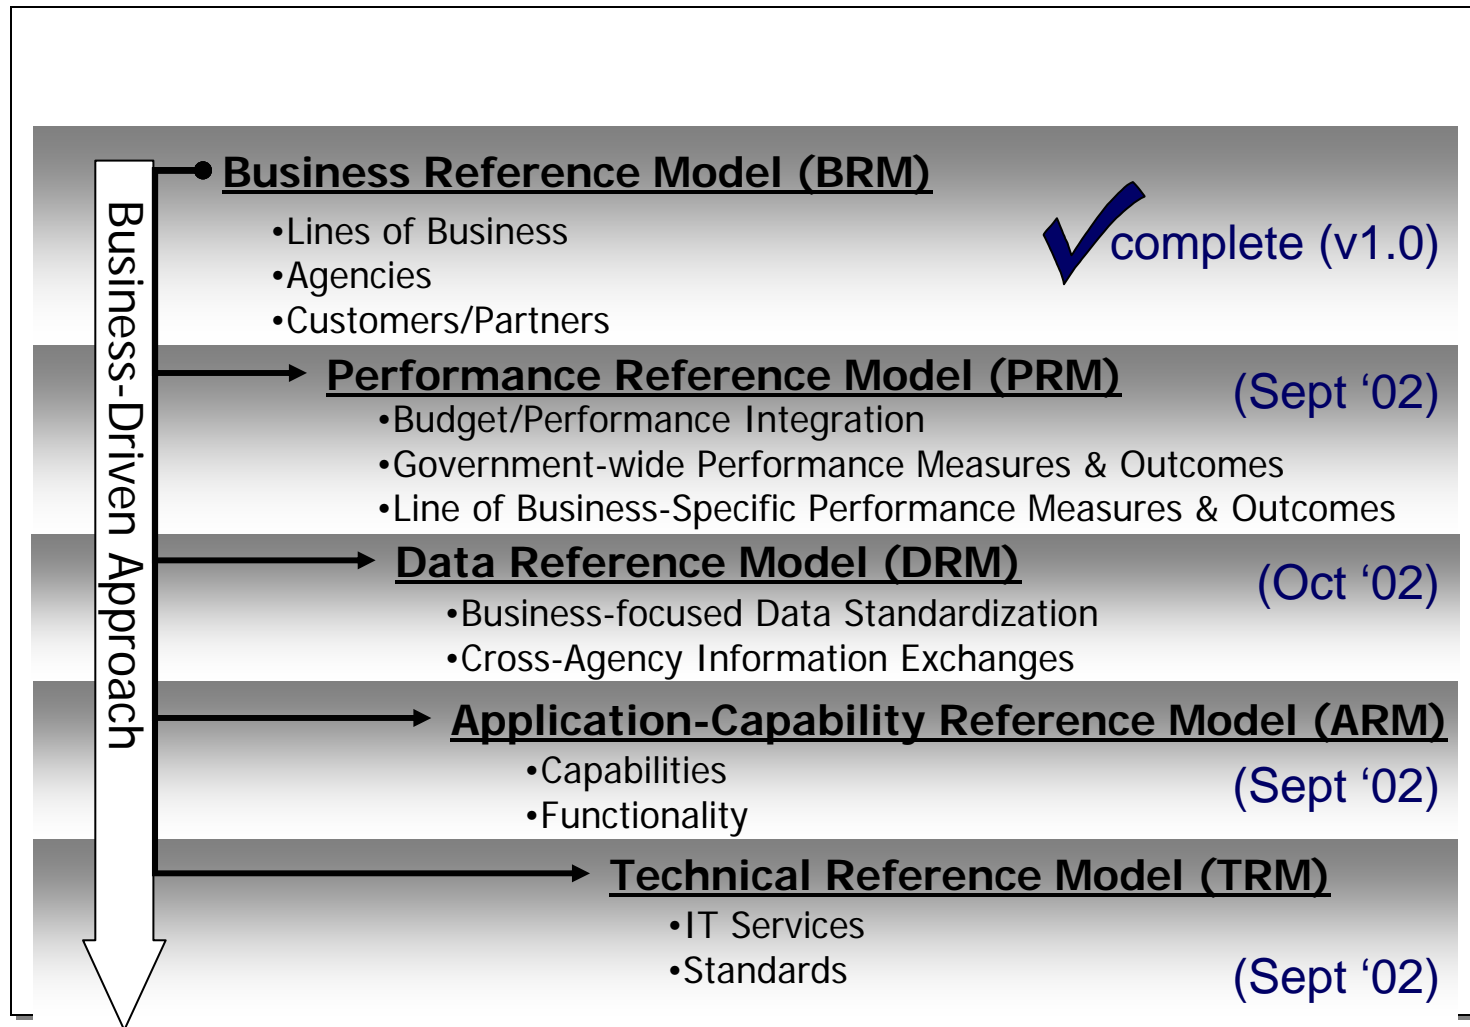 Business-Driven Approach
Business Reference Model (BRM)
•Lines of Business
•Agencies
•Customers/Partners
complete (v1.0)
Performance Reference Model (PRM)
(Sept ‘02)
•Budget/Performance Integration
•Government-wide Performance Measures & Outcomes
•Line of Business-Specific Performance Measures & Outcomes
Data Reference Model (DRM)
(Oct ‘02)
•Business-focused Data Standardization
•Cross-Agency Information Exchanges
Application-Capability Reference Model (ARM)
•Capabilities
•Functionality
(Sept ‘02)
Technical Reference Model (TRM)
•IT Services
•Standards
(Sept ‘02)